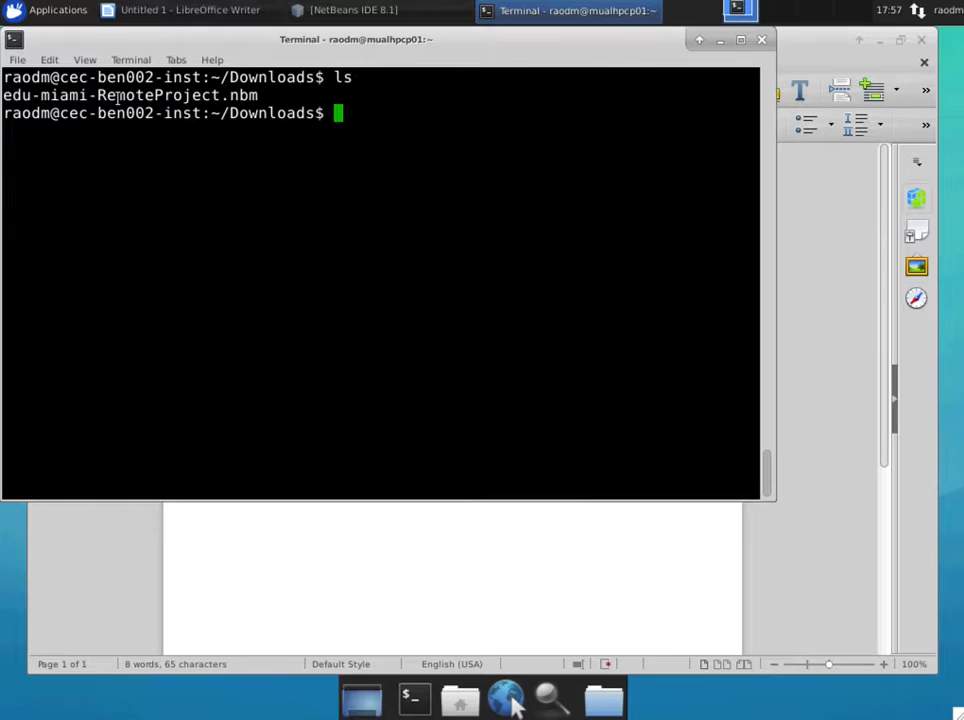 Applications
Untitled 1 - LibreOffice Writer
[NetBeans IDE 8.1]
Terminal - raodm@mualhpcp01:~
17:57
raodm
Terminal - raodm@mualhpcp01:~
File Edit View Terminal Tabs Help
raodm@cec-ben002-inst:~/Downloads$ ls
edu-miami-RemoteProject.nbm
raodm@cec-ben002-inst:~/Downloads$
Page 1 of 1
8 words, 65 characters
Default Style
English (USA)
100%